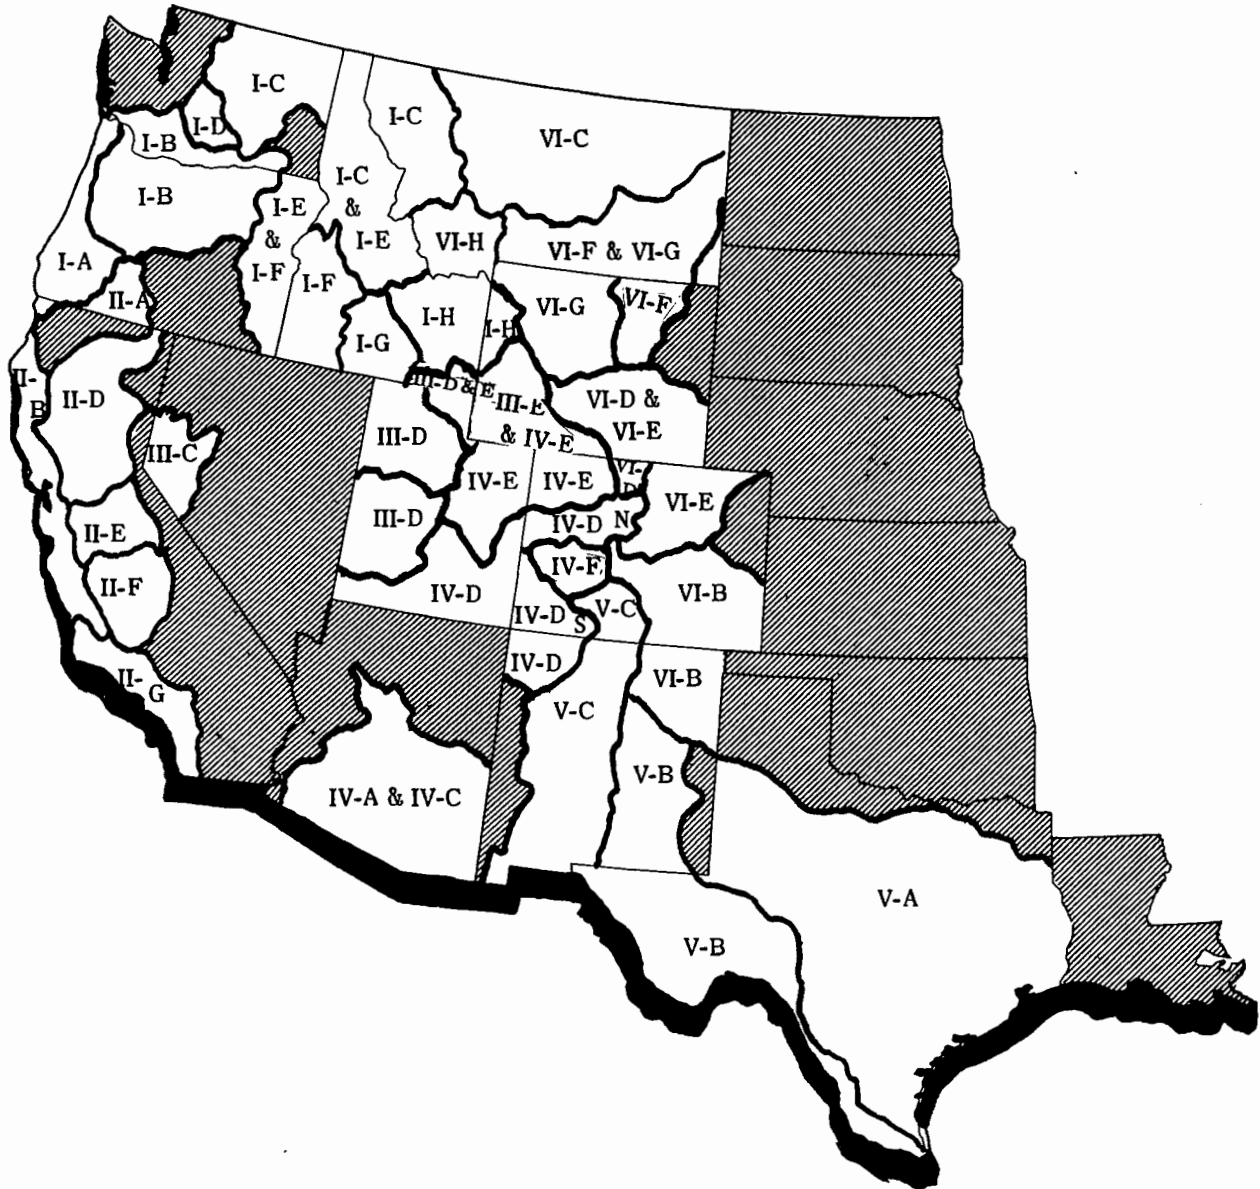 I-C
I-C
I-D
I-B
VI-C
I-C
&
I-E
I-B
I-E
&
I-F
VI-H
VI-F & VI-G
I-A
I-F
II-A
VI-G
VI-F
I-H
I-H
I-G
II-
B
II-D
III-D & E
III-E
& IV-E
VI-D &
VI-E
III-D
III-C
IV-E
IV-E
VI-
D
VI-E
III-D
IV-D
N
II-E
IV-F
II-F
IV-D
IV-D
S
V-C
VI-B
IV-D
VI-B
II-
G
V-C
V-B
IV-A & IV-C
V-A
V-B